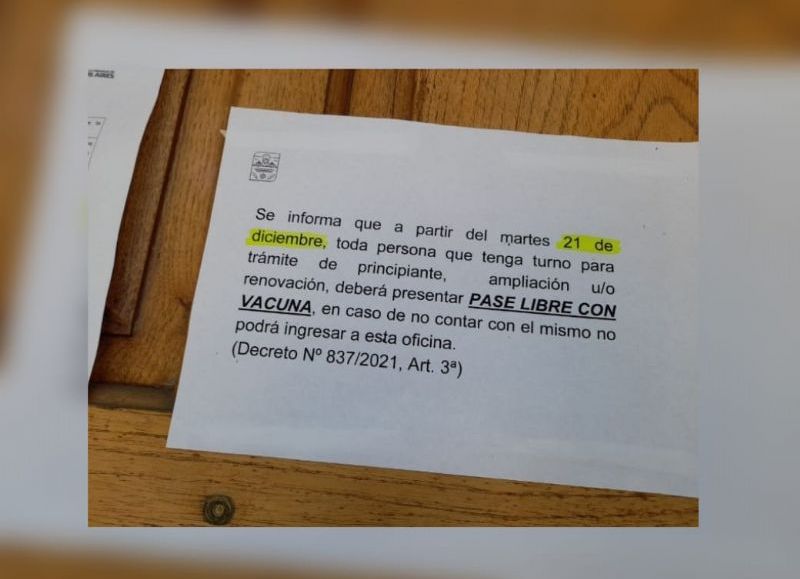 B. AIRES
Se informa que a partir del martes 21 de
diciembre, toda persona que tenga turno para
trámite de principiante, ampliación u/o
renovación, deberá presentar PASE LIBRE CON
VACUNA, en caso de no contar con el mismo no
podrá ingresar a esta oficina.
(Decreto Nº 837/2021, Art. 3ª)